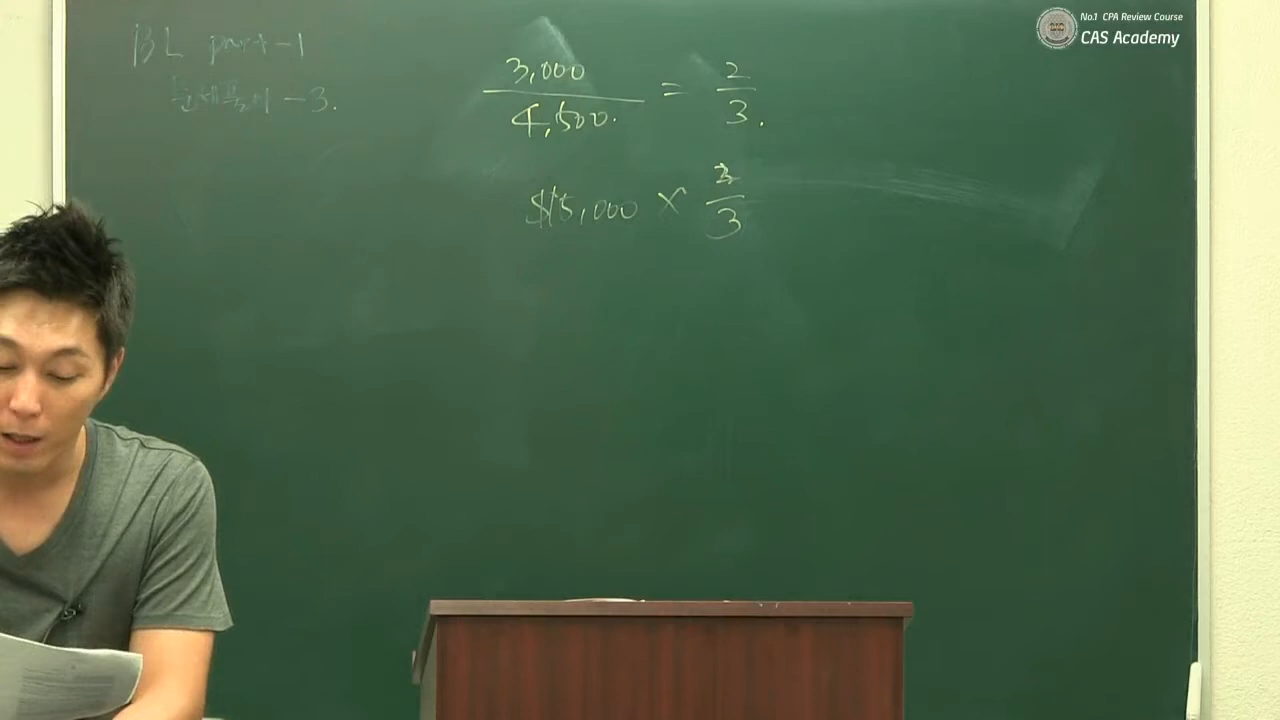 No.1 CPA Review Course
CAS Academy
BL part-1
문제풀이 -3.
3,000
4,500.
=
2
3.
$15,000 ×
2
3